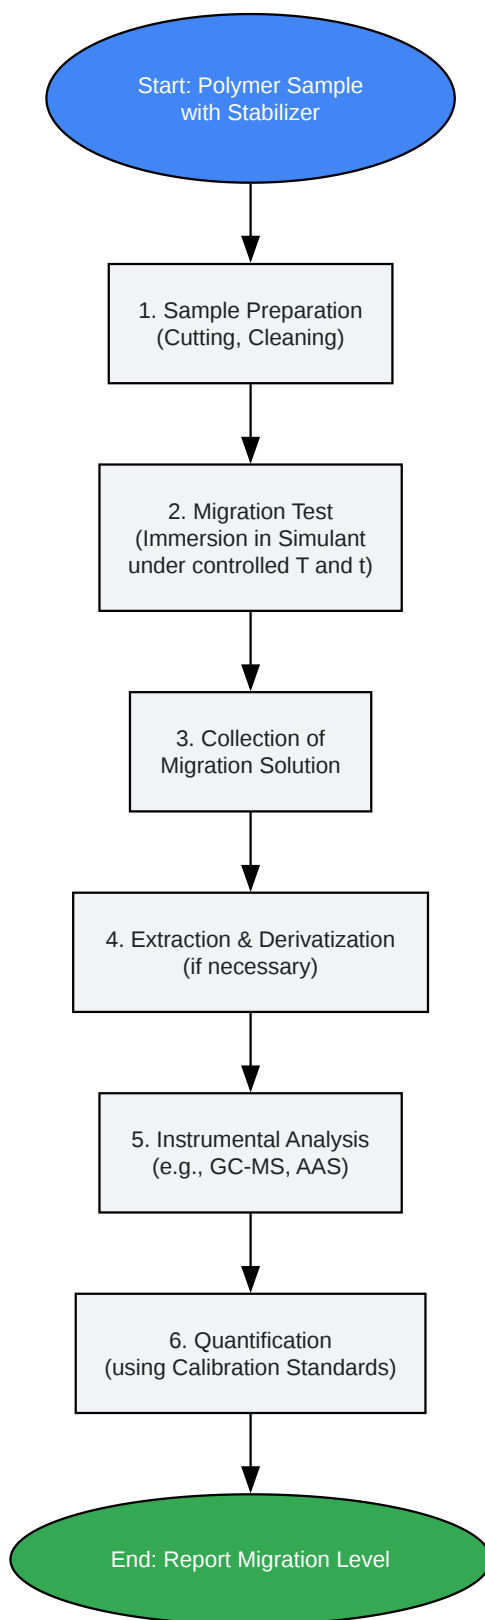 Start: Polymer Sample
with Stabilizer
1. Sample Preparation
(Cutting, Cleaning)
2. Migration Test
(Immersion in Simulant
under controlled T and t)
3. Collection of
Migration Solution
4. Extraction & Derivatization
(if necessary)
5. Instrumental Analysis
(e.g., GC-MS, AAS)
6. Quantification
(using Calibration Standards)
End: Report Migration Level